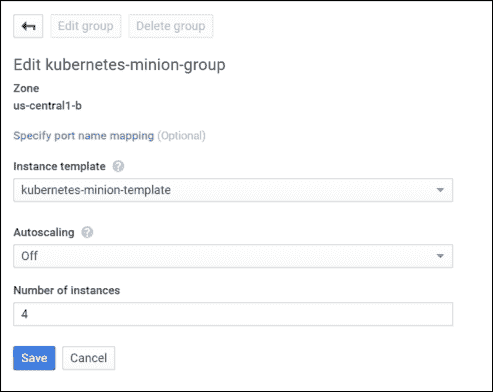 Edit group Delete group
Edit kubernetes-minion-group
Zone
us-central1-b
Specify port name mapping (Optional)
Instance template ?
kubernetes-minion-template
Autoscaling ?
Off
Number of instances
4
Save Cancel